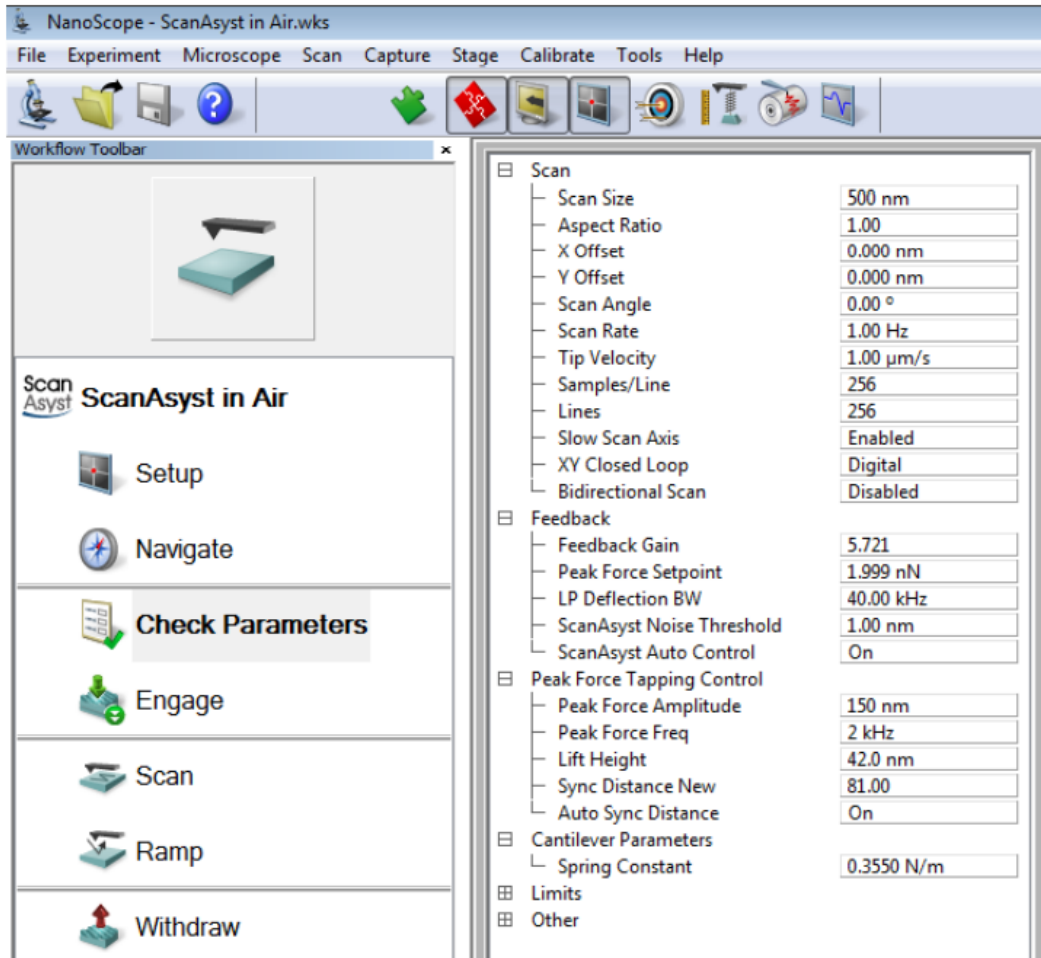 NanoScope - ScanAsyst in Air.wks
File Experiment Microscope Scan Capture Stage Calibrate Tools Help
Workflow Toolbar x
Scan
Asyst
ScanAsyst in Air
Setup
Navigate
Check Parameters
Engage
Scan
Ramp
Withdraw
Scan
Scan Size 500 nm
Aspect Ratio 1.00
X Offset 0.000 nm
Y Offset 0.000 nm
Scan Angle 0.00 º
Scan Rate 1.00 Hz
Tip Velocity 1.00 µm/s
Samples/Line 256
Lines 256
Slow Scan Axis Enabled
XY Closed Loop Digital
Bidirectional Scan Disabled
Feedback
Feedback Gain 5.721
Peak Force Setpoint 1.999 nN
LP Deflection BW 40.00 kHz
ScanAsyst Noise Threshold 1.00 nm
ScanAsyst Auto Control On
Peak Force Tapping Control
Peak Force Amplitude 150 nm
Peak Force Freq 2 kHz
Lift Height 42.0 nm
Sync Distance New 81.00
Auto Sync Distance On
Cantilever Parameters
Spring Constant 0.3550 N/m
Limits
Other